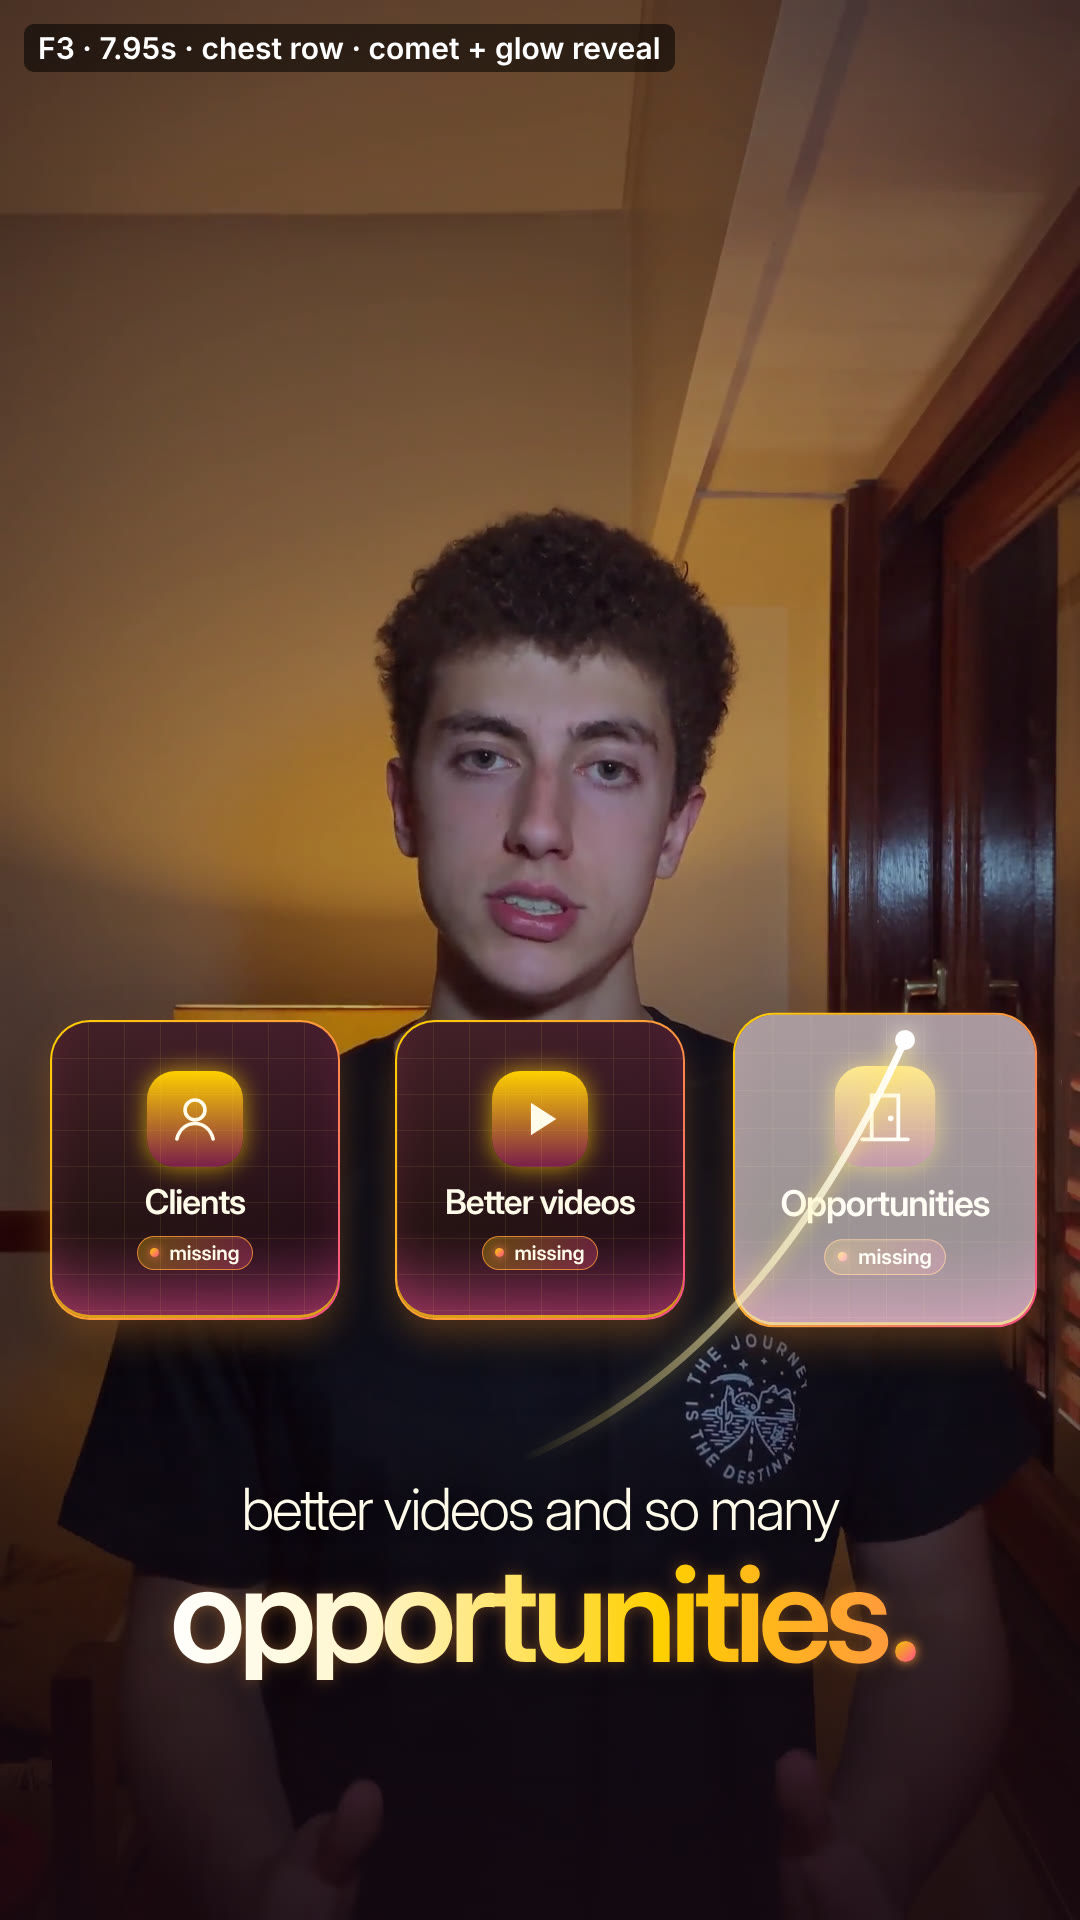 F3 · 7.95s · chest row · comet + glow reveal
Clients
missing
Better videos
missing
Opportunities
missing
THE JOURNEY
IS THE DESTINAT
better videos and so many
opportunities.